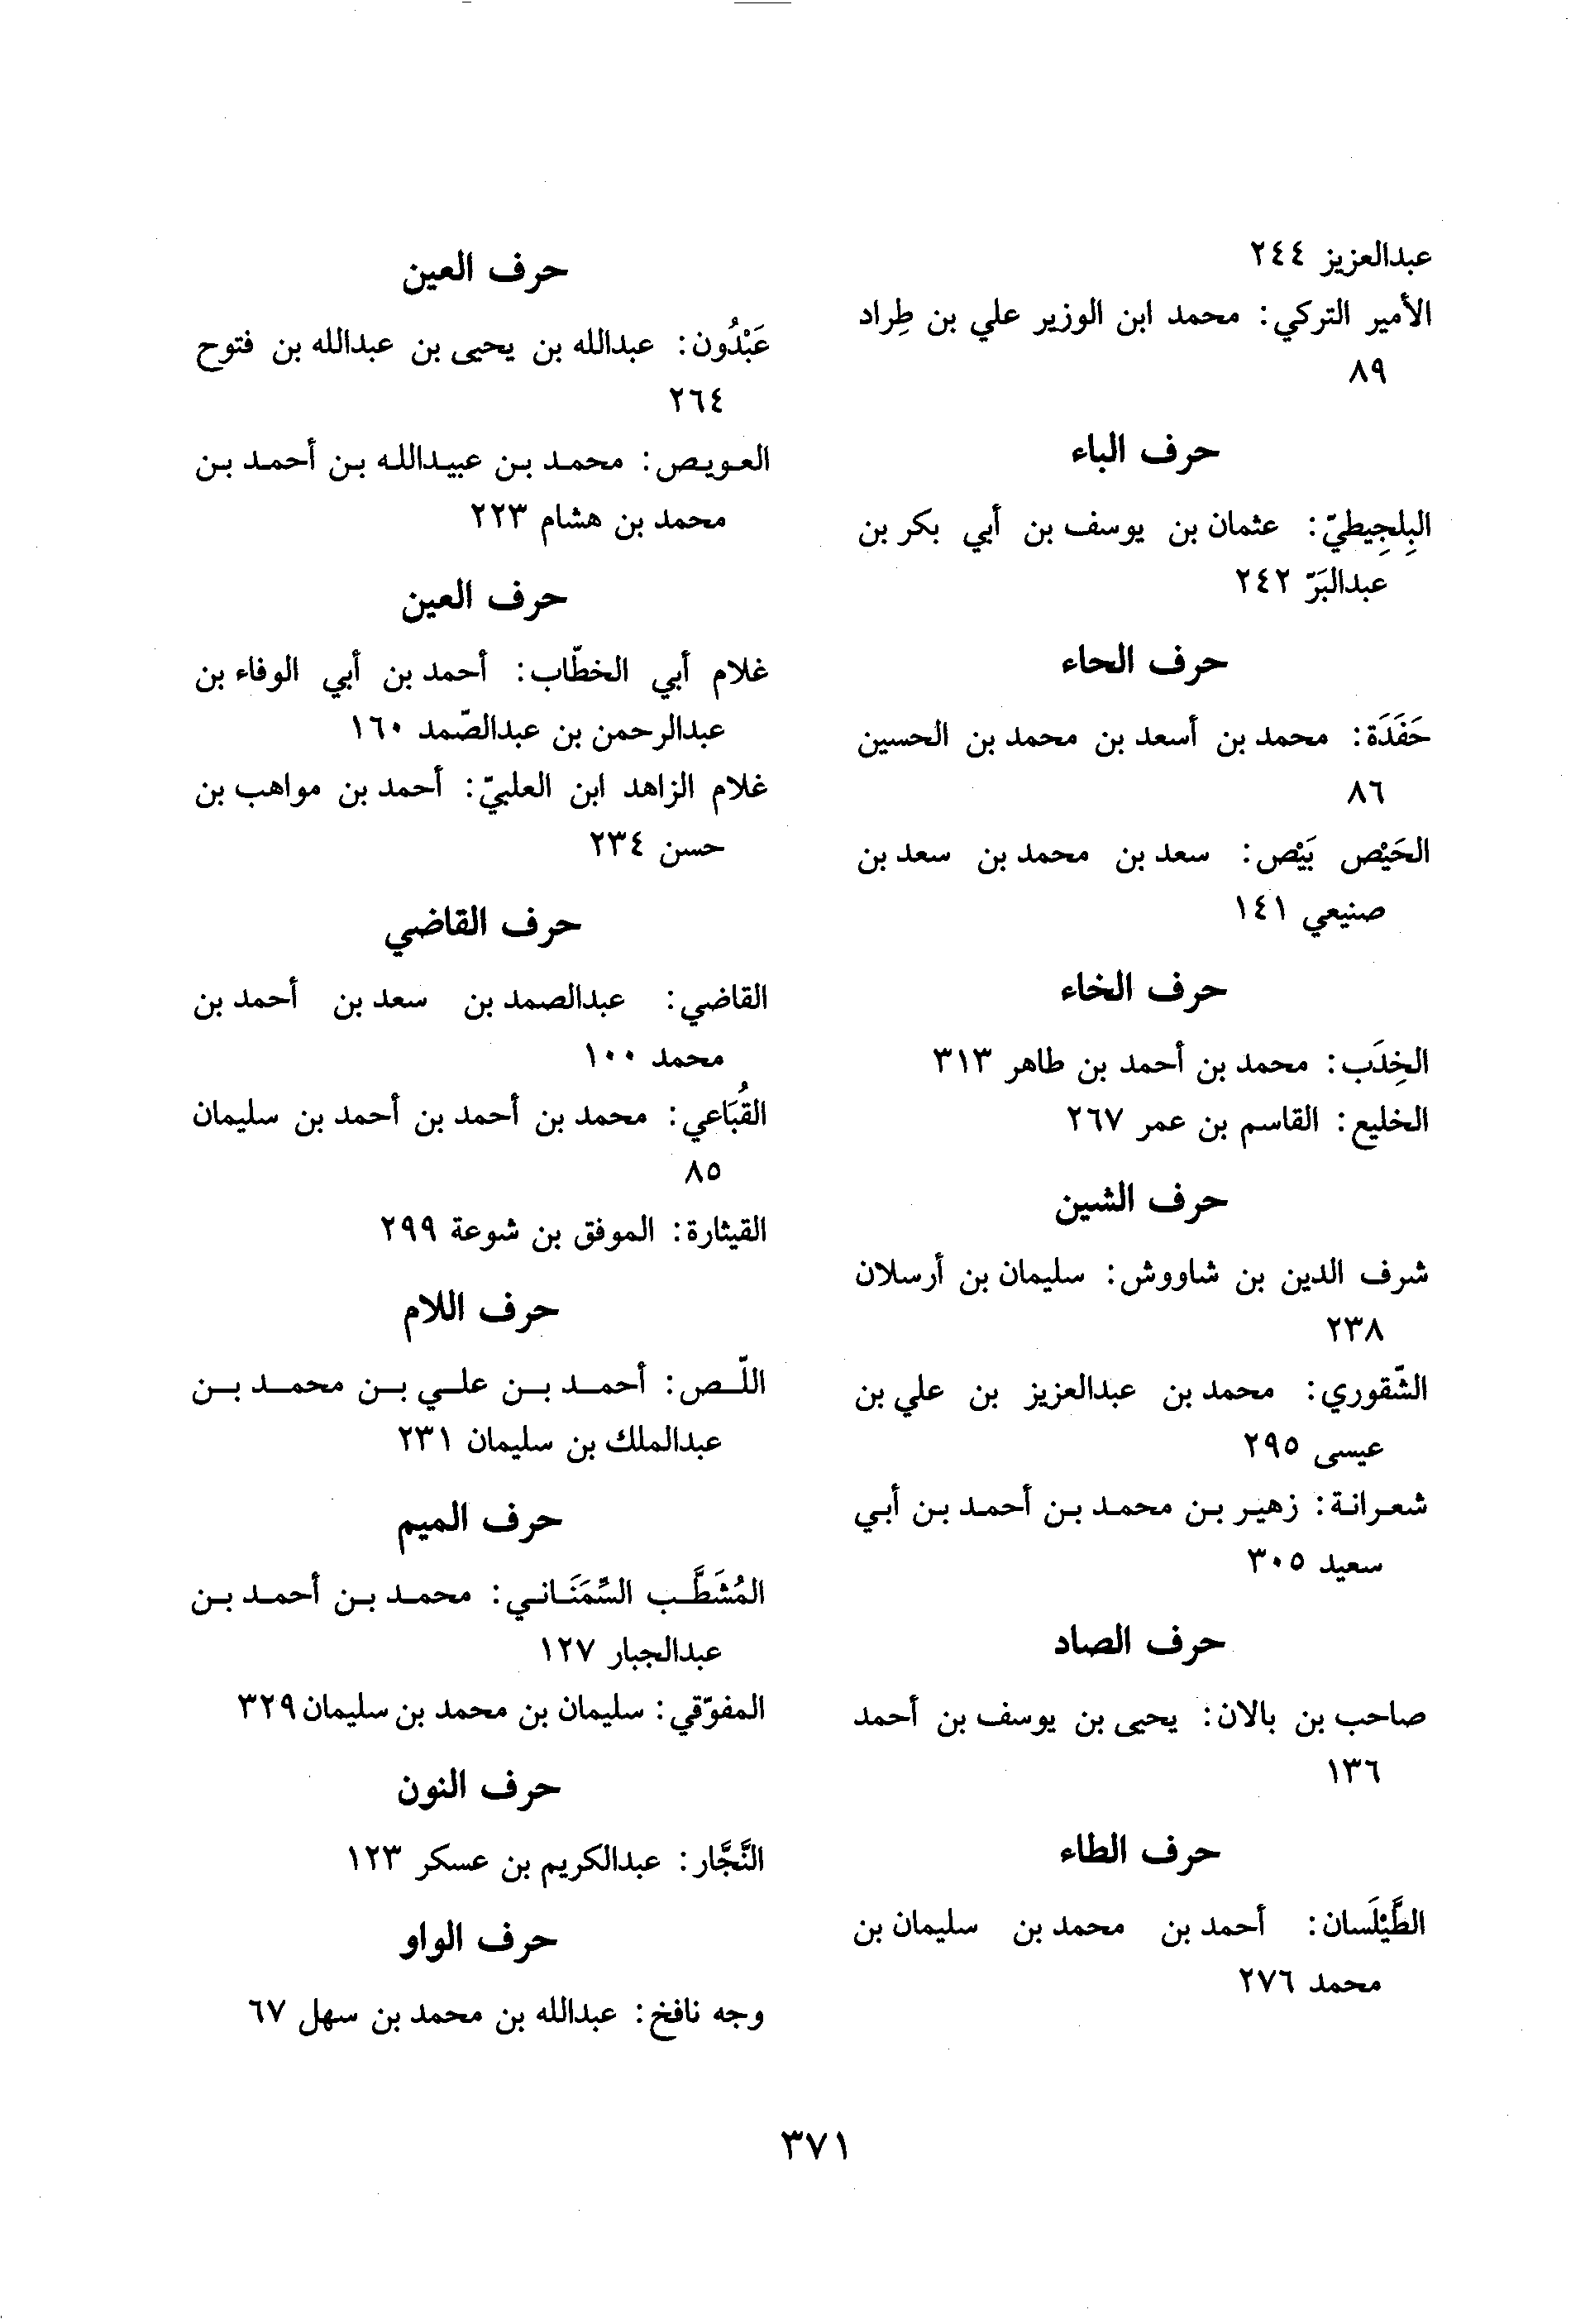 عبدالعزيز ٢٤٤
الأمير التركي: محمد ابن الوزير علي بن طِراد
٨٩
حرف الباء
البِلجِيطيّ: عثمان بن يوسف بن أبي بكر بن
عبدالبَرّ ٢٤٢
حرف الحاء
حَفَدَة: محمد بن أسعد بن محمد بن الحسين
٨٦
الحَيْص بَيْص: سعد بن محمد بن سعد بن
صنيعي ١٤١
حرف الخاء
الخِدَب: محمد بن أحمد بن طاهر ٣١٣
الخليع: القاسم بن عمر ٢٦٧
حرف الشين
شرف الدين بن شاووش: سليمان بن أرسلان
٢٣٨
الشّقوري: محمد بن عبدالعزيز بن علي بن
عيسى ٢٩٥
شعرانة: زهير بن محمد بن أحمد بن أبي
سعيد ٣٠٥
حرف الصاد
صاحب بن بالان: يحيى بن يوسف بن أحمد
١٣٦
حرف الطاء
الطَّيْلَسان: أحمد بن محمد بن سليمان بن
محمد ٢٧٦
حرف العين
عَبْدُون: عبدالله بن يحيى بن عبدالله بن فتوح
٢٦٤
العويص: محمد بن عبيدالله بن أحمد بن
محمد بن هشام ٢٢٣
حرف العين
غلام أبي الخطّاب: أحمد بن أبي الوفاء بن
عبدالرحمن بن عبدالصّمد ١٦٠
غلام الزاهد ابن العلبيّ: أحمد بن مواهب بن
حسن ٢٣٤
حرف القاضي
القاضي: عبدالصمد بن سعد بن أحمد بن
محمد ١٠٠
القُبَاعي: محمد بن أحمد بن أحمد بن سليمان
٨٥
القيثارة: الموفق بن شوعة ٢٩٩
حرف اللام
اللّص: أحمد بن علي بن محمد بن
عبدالملك بن سليمان ٢٣١
حرف الميم
المُشَطَّب السِّمَنَاني: محمد بن أحمد بن
عبدالجبار ١٢٧
المفوّقي: سليمان بن محمد بن سليمان ٣٢٩
حرف النون
النَّجَّار: عبدالكريم بن عسكر ١٢٣
حرف الواو
وجه نافخ: عبدالله بن محمد بن سهل ٦٧
٣٧١